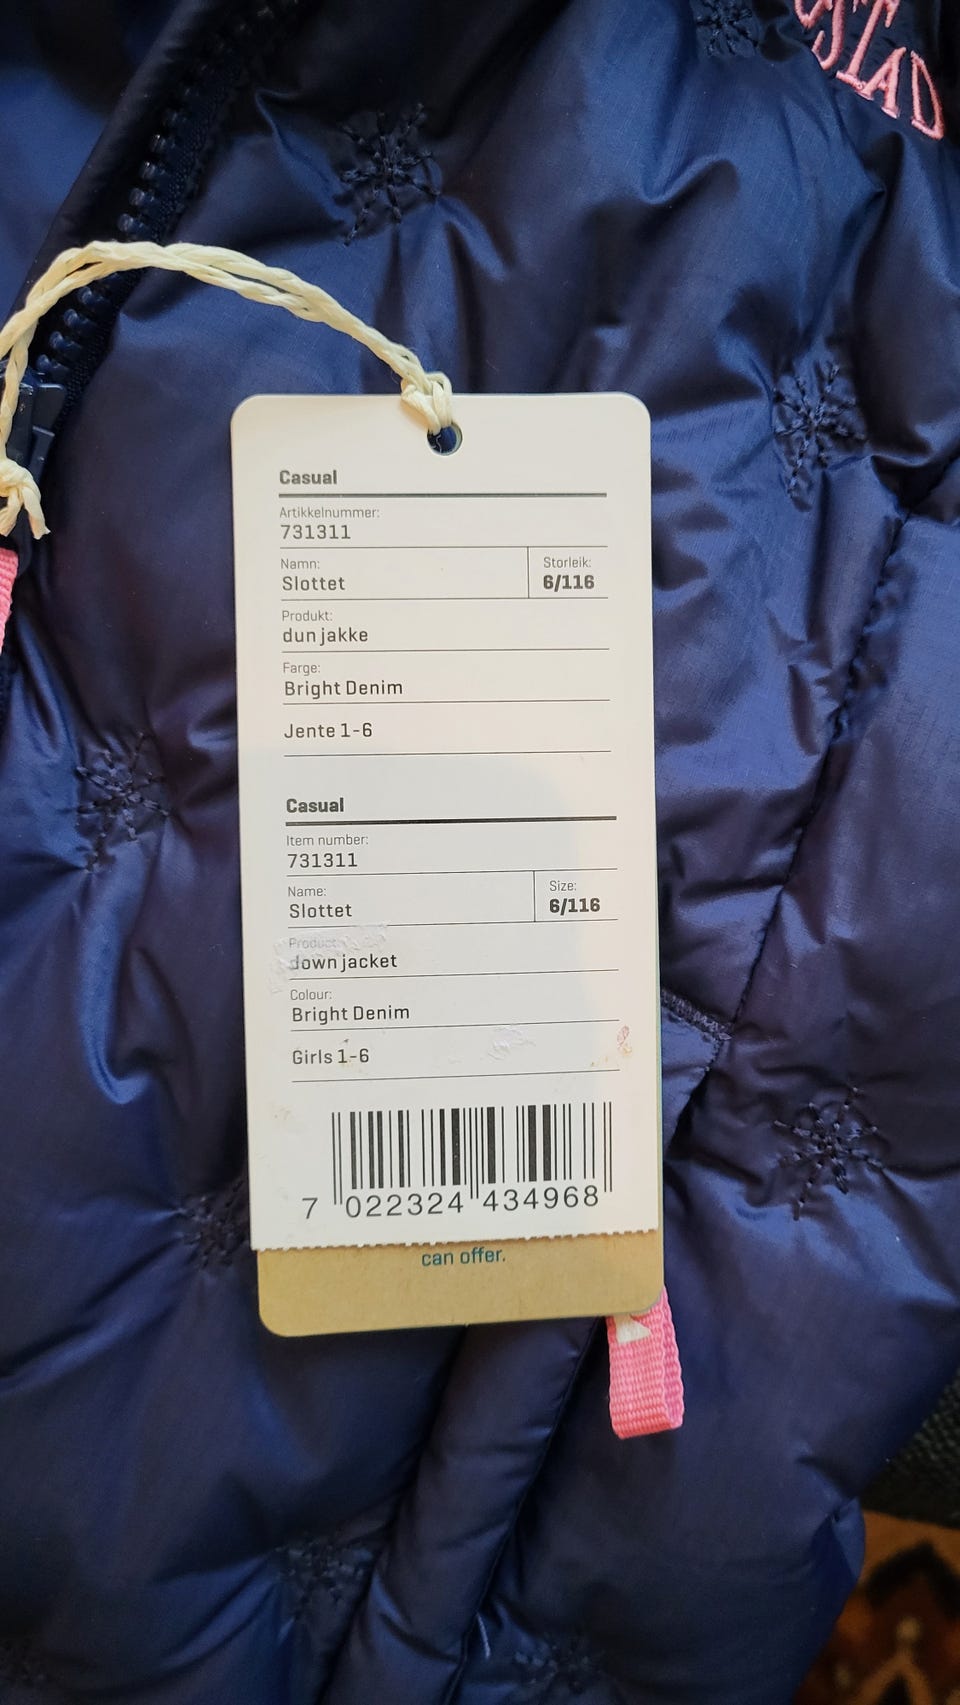 Casual
Artikkelnummer:
731311
Namn:
Slottet
Storleik:
6/116
Produkt:
dun jakke
Farge:
Bright Denim
Jente 1-6
Casual
Item number:
731311
Name:
Slottet
Size:
6/116
Product:
down jacket
Colour:
Bright Denim
Girls 1-6
7 022324 434968
can offer.